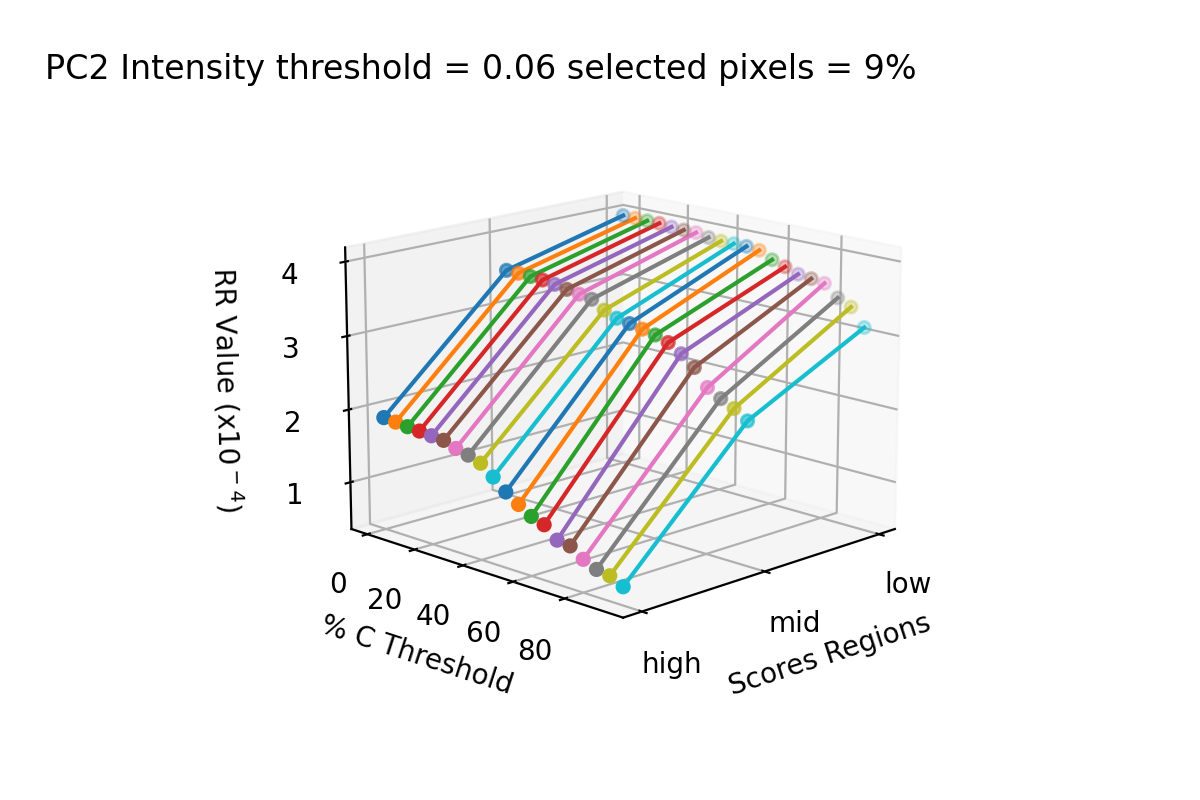 PC2 Intensity threshold = 0.06 selected pixels = 9%
RR Value (x10⁻⁴)
4
3
2
1
0
20
40
60
80
% C Threshold
high
mid
low
Scores Regions